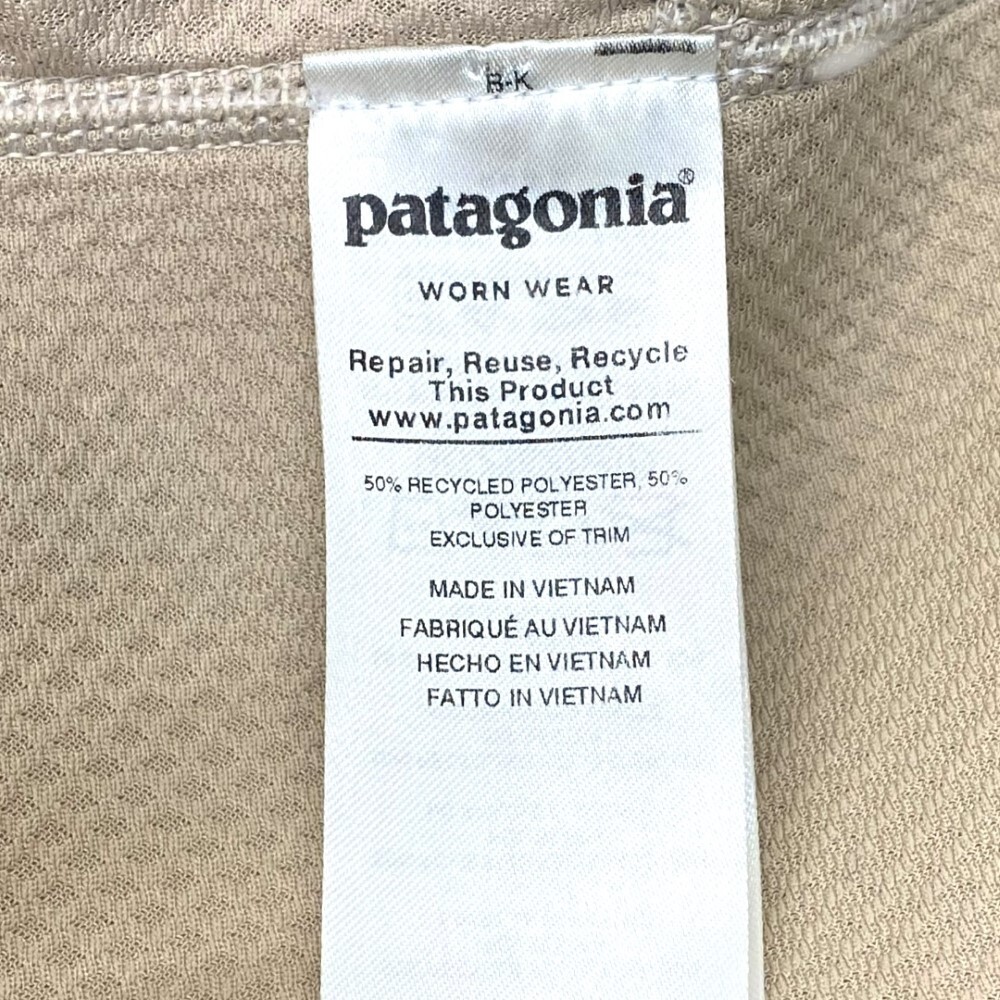 B-K
patagonia®
WORN WEAR
Repair, Reuse, Recycle
This Product
www.patagonia.com
50% RECYCLED POLYESTER, 50%
POLYESTER
EXCLUSIVE OF TRIM
MADE IN VIETNAM
FABRIQUÉ AU VIETNAM
HECHO EN VIETNAM
FATTO IN VIETNAM